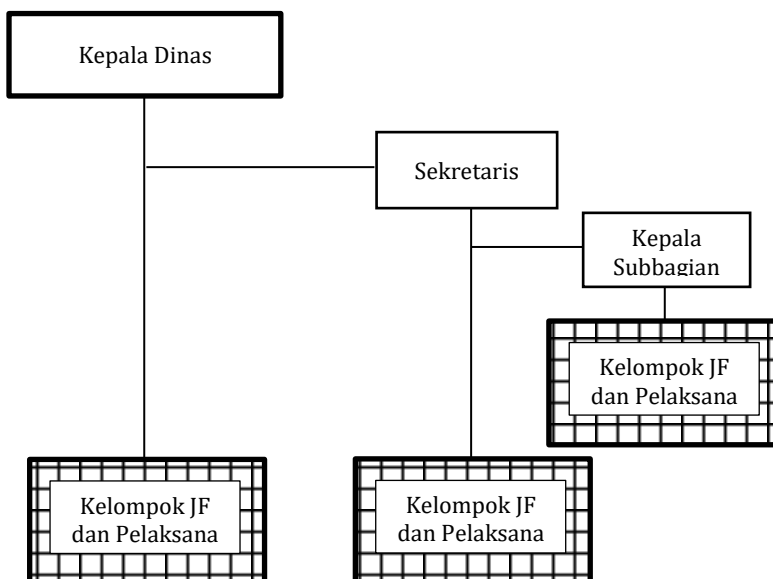 Kepala Dinas
Sekretaris
Kepala
Subbagian
Kelompok JF
dan Pelaksana
Kelompok JF
dan Pelaksana
Kelompok JF
dan Pelaksana